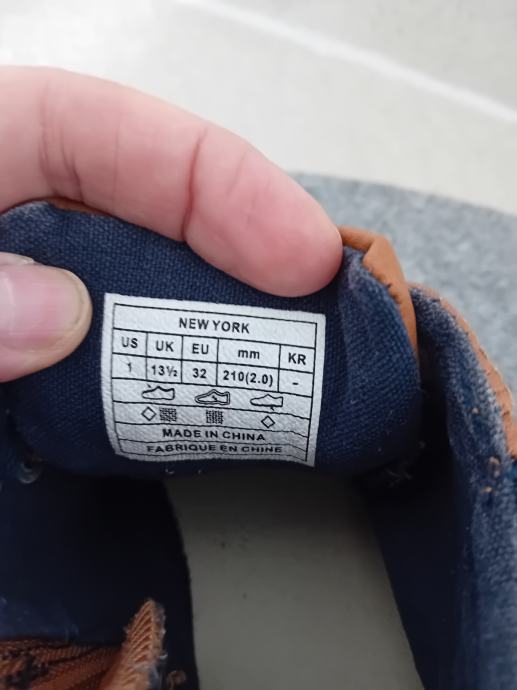 NEW YORK
US UK EU mm KR
1 13½ 32 210(2.0) -
MADE IN CHINA
FABRIQUE EN CHINE